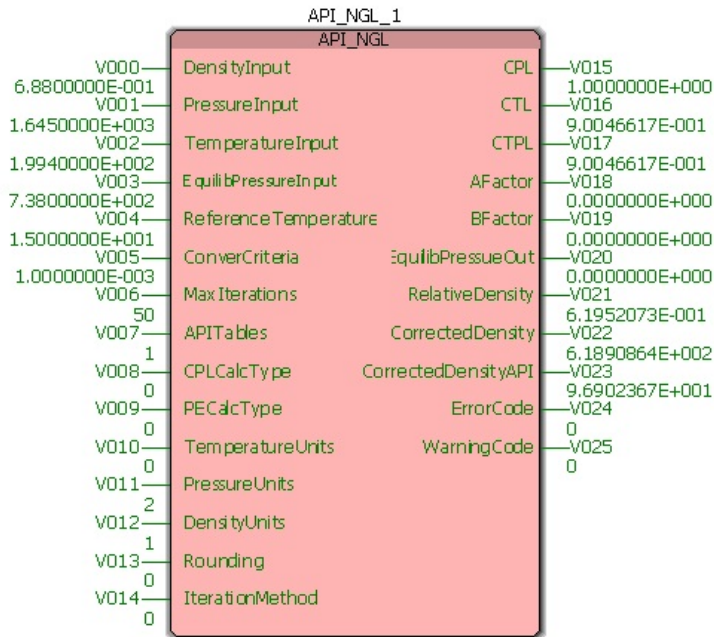 API_NGL_1
API_NGL
V000 DensityInput CPL V015
6.8800000E-001 1.0000000E+000
V001 PressureInput CTL V016
1.6450000E+003 9.0046617E-001
V002 TemperatureInput CTPL V017
1.9940000E+002 9.0046617E-001
V003 EquilibPressureInput AFactor V018
7.3800000E+002 0.0000000E+000
V004 ReferenceTemperature BFactor V019
1.5000000E+001 0.0000000E+000
V005 ConverCriteria EquilibPressueOut V020
1.0000000E-003 0.0000000E+000
V006 MaxIterations RelativeDensity V021
50 6.1952073E-001
V007 APITables CorrectedDensity V022
1 6.1890864E+002
V008 CPLCalcType CorrectedDensityAPI V023
0 9.6902367E+001
V009 PECalcType ErrorCode V024
0 0
V010 TemperatureUnits WarningCode V025
0 0
V011 PressureUnits
2
V012 DensityUnits
1
V013 Rounding
0
V014 IterationMethod
0